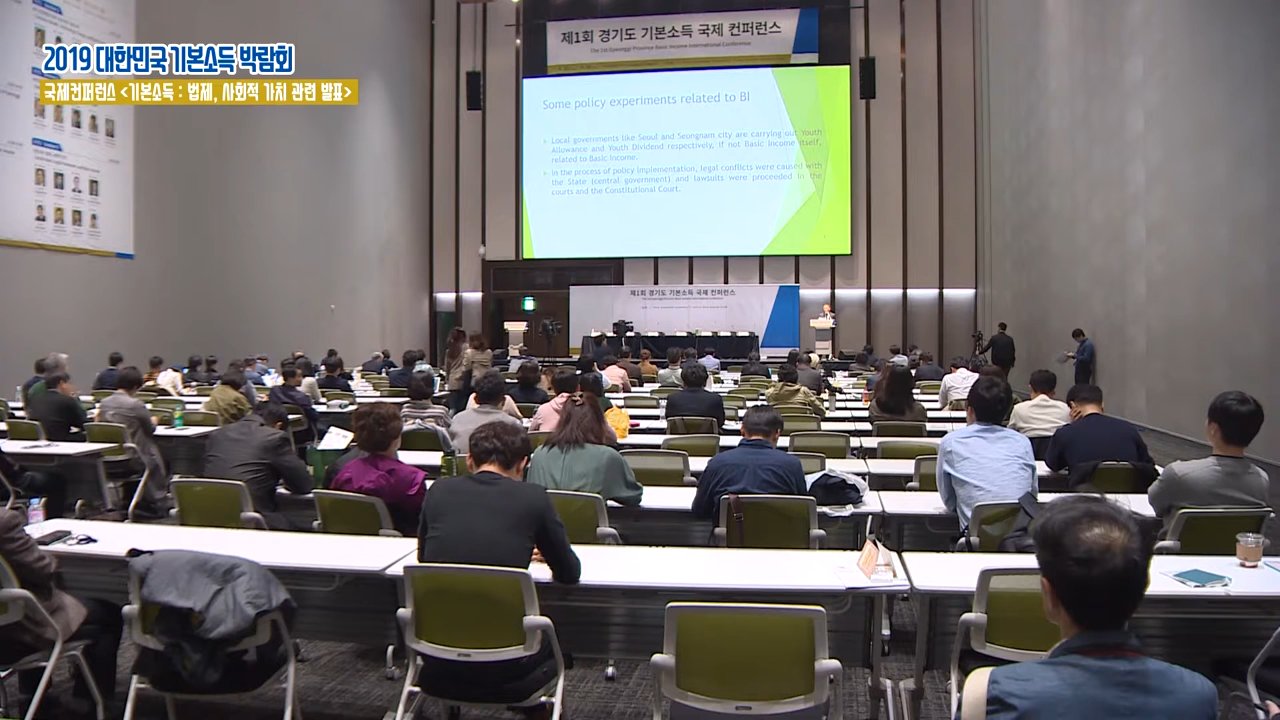 2019 대한민국 기본소득 박람회
국제컨퍼런스 <기본소득 : 법제, 사회적 가치 관련 발표>
제1회 경기도 기본소득 국제 컨퍼런스
The 1st Gyeonggi Province Basic Income International Conference
Some policy experiments related to BI
Local governments like Seoul and Seongnam city are carrying out Youth
Allowance and Youth Dividend respectively, if not Basic Income itself,
related to Basic Income.
In the process of policy implementation, legal conflicts were caused with
the State (central government) and lawsuits were proceeded in the
courts and the Constitutional Court.
제1회 경기도 기본소득 국제 컨퍼런스